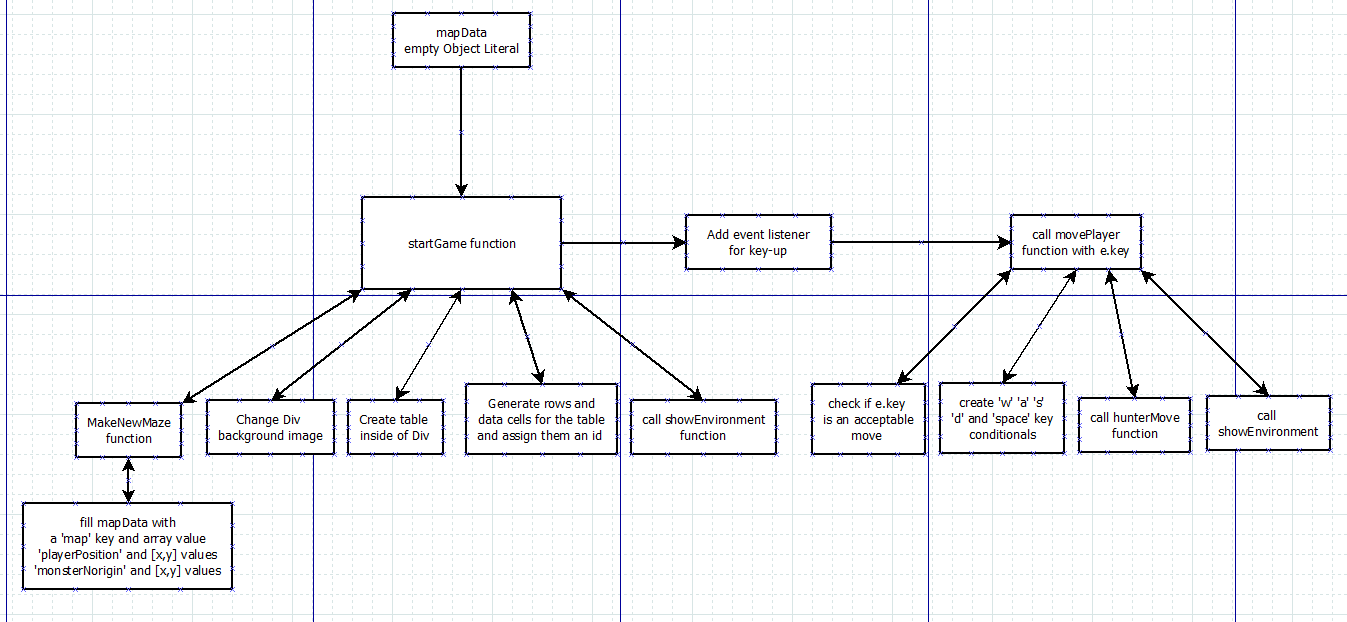 mapData
empty Object Literal
startGame function
Add event listener
for key-up
call movePlayer
function with e.key
MakeNewMaze
function
Change Div
background image
Create table
inside of Div
Generate rows and
data cells for the table
and assign them an id
call showEnvironment
function
check if e.key
is an acceptable
move
create 'w' 'a' 's'
'd' and 'space' key
conditionals
call hunterMove
function
call
showEnvironment
fill mapData with
a 'map' key and array value
'playerPosition' and [x,y] values
'monsterNorigin' and [x,y] values